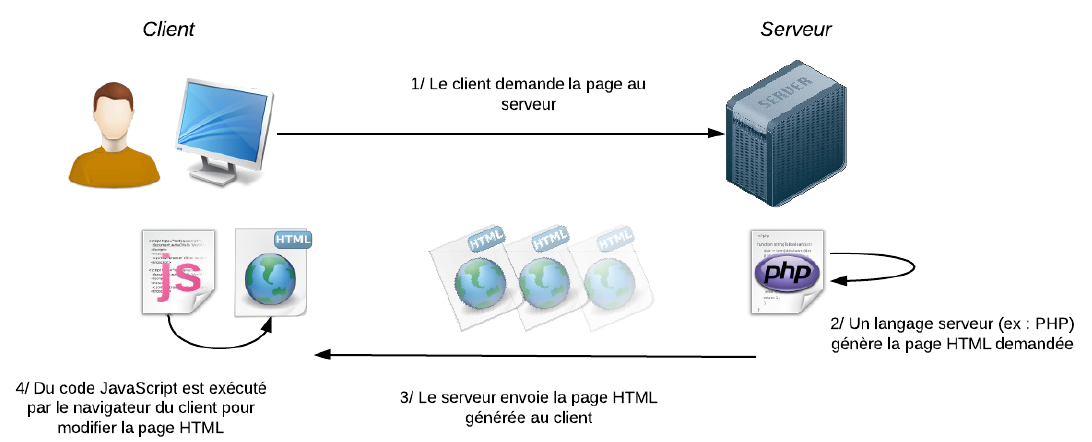 Client
Serveur
1/ Le client demande la page au
serveur
SERVER
js
HTML
HTML
HTML
HTML
php
2/ Un langage serveur (ex : PHP)
génère la page HTML demandée
3/ Le serveur envoie la page HTML
générée au client
4/ Du code JavaScript est exécuté
par le navigateur du client pour
modifier la page HTML